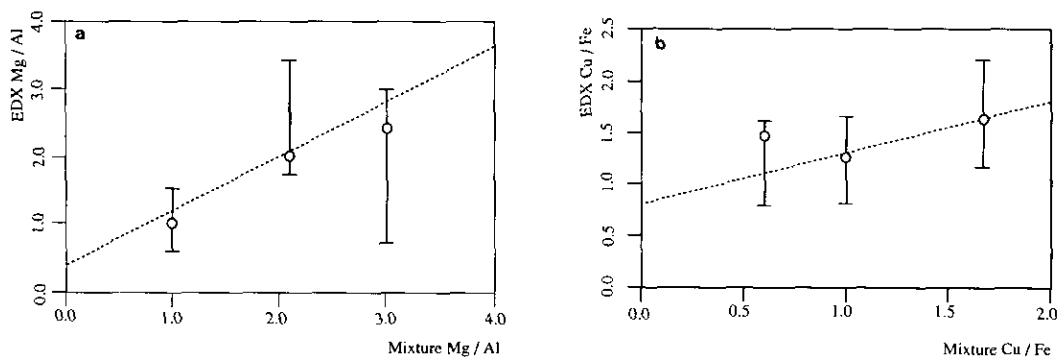 a
EDX Mg / Al
4.0
3.0
2.0
1.0
0.0
0.0 1.0 2.0 3.0 4.0
Mixture Mg / Al
b
EDX Cu / Fe
2.5
2.0
1.5
1.0
0.5
0.0
0.0 0.5 1.0 1.5 2.0
Mixture Cu / Fe